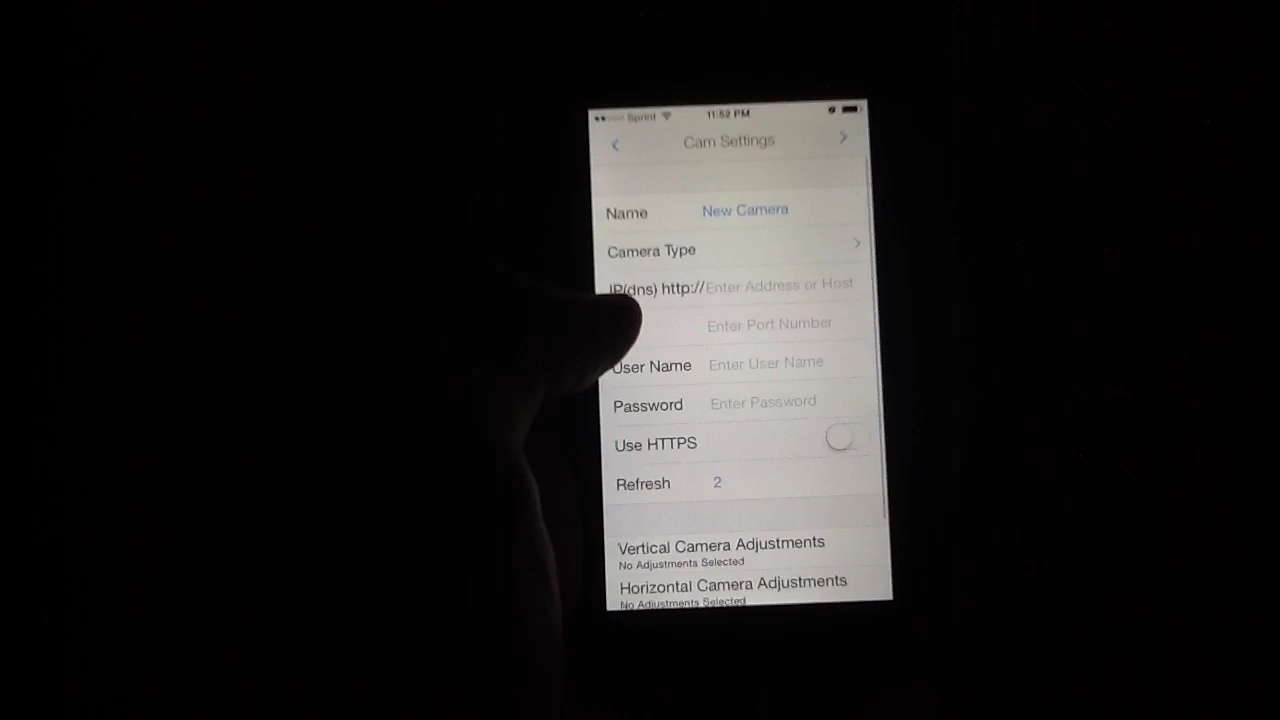 Sprint 11:52 PM
Cam Settings
Name New Camera
Camera Type
IP(dns) http:// Enter Address or Host
Enter Port Number
User Name Enter User Name
Password Enter Password
Use HTTPS
Refresh 2
Vertical Camera Adjustments
No Adjustments Selected
Horizontal Camera Adjustments
No Adjustments Selected